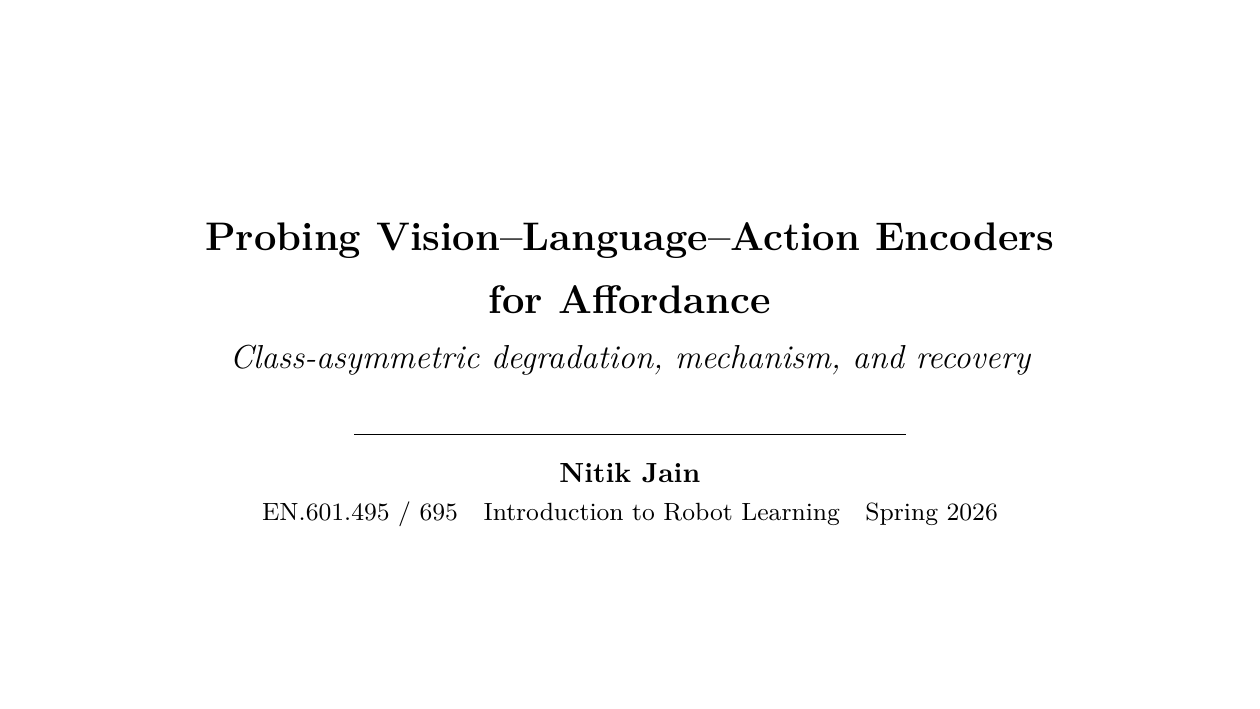 Probing Vision–Language–Action Encoders
for Affordance
Class-asymmetric degradation, mechanism, and recovery
Nitik Jain
EN.601.495 / 695 Introduction to Robot Learning Spring 2026